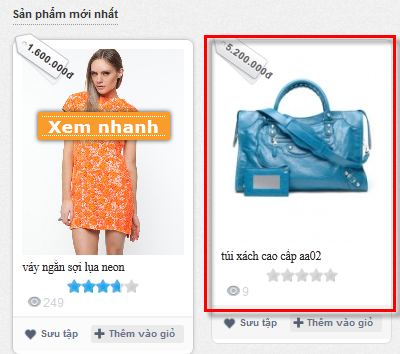 Sản phẩm mới nhất
1.600.000đ
Xem nhanh
váy ngắn sợi lụa neon
249
Sưu tập
Thêm vào giỏ
5.200.000đ
túi xách cao cấp aa02
9
Sưu tập
Thêm vào giỏ